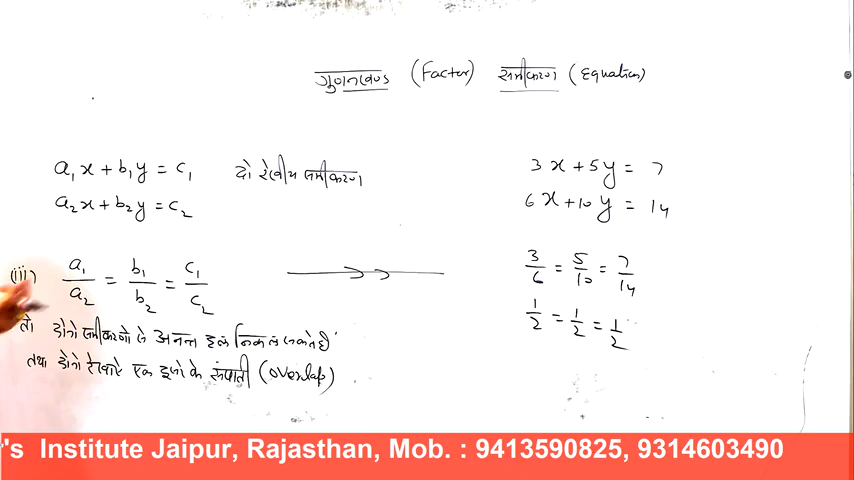 गुणनखण्ड (Factor) समीकरण (Equation)
a₁x + b₁y = c₁ दो रेखीय समीकरण
a₂x + b₂y = c₂
3x + 5y = 7
6x + 10y = 14
(iii) a₁/a₂ = b₁/b₂ = c₁/c₂
3/6 = 5/10 = 7/14
1/2 = 1/2 = 1/2
तो दोनो समीकरणों के अनन्त हल निकल सकते हैं
तथा दोनो रेखाऐं एक दूसरे के संपाती (overlap)
's Institute Jaipur, Rajasthan, Mob. : 9413590825, 9314603490